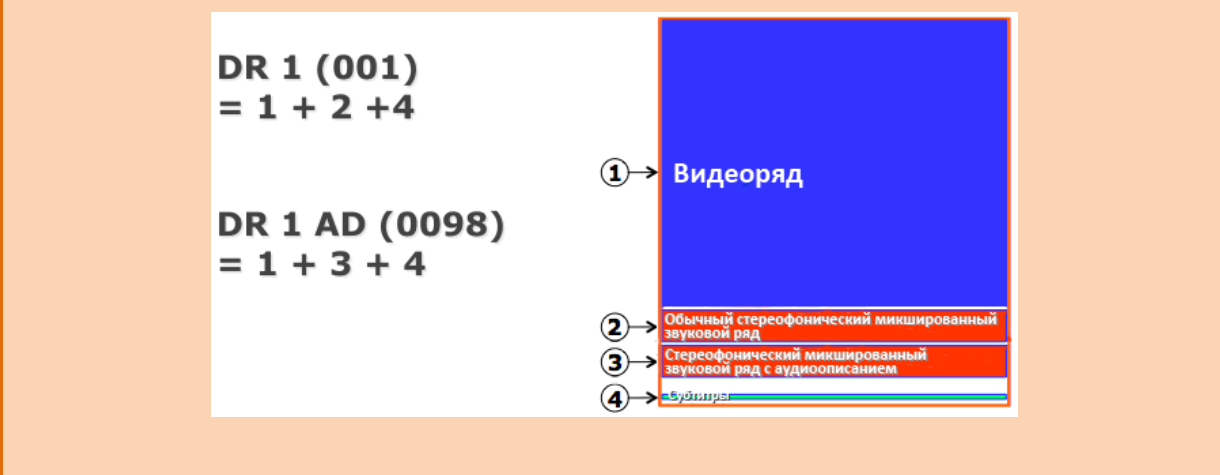 DR 1 (001)
= 1 + 2 +4
DR 1 AD (0098)
= 1 + 3 + 4
1
Видеоряд
2
Обычный стереофонический микшированный
звуковой ряд
3
Стереофонический микшированный
звуковой ряд с аудиоописанием
4
Субтитры